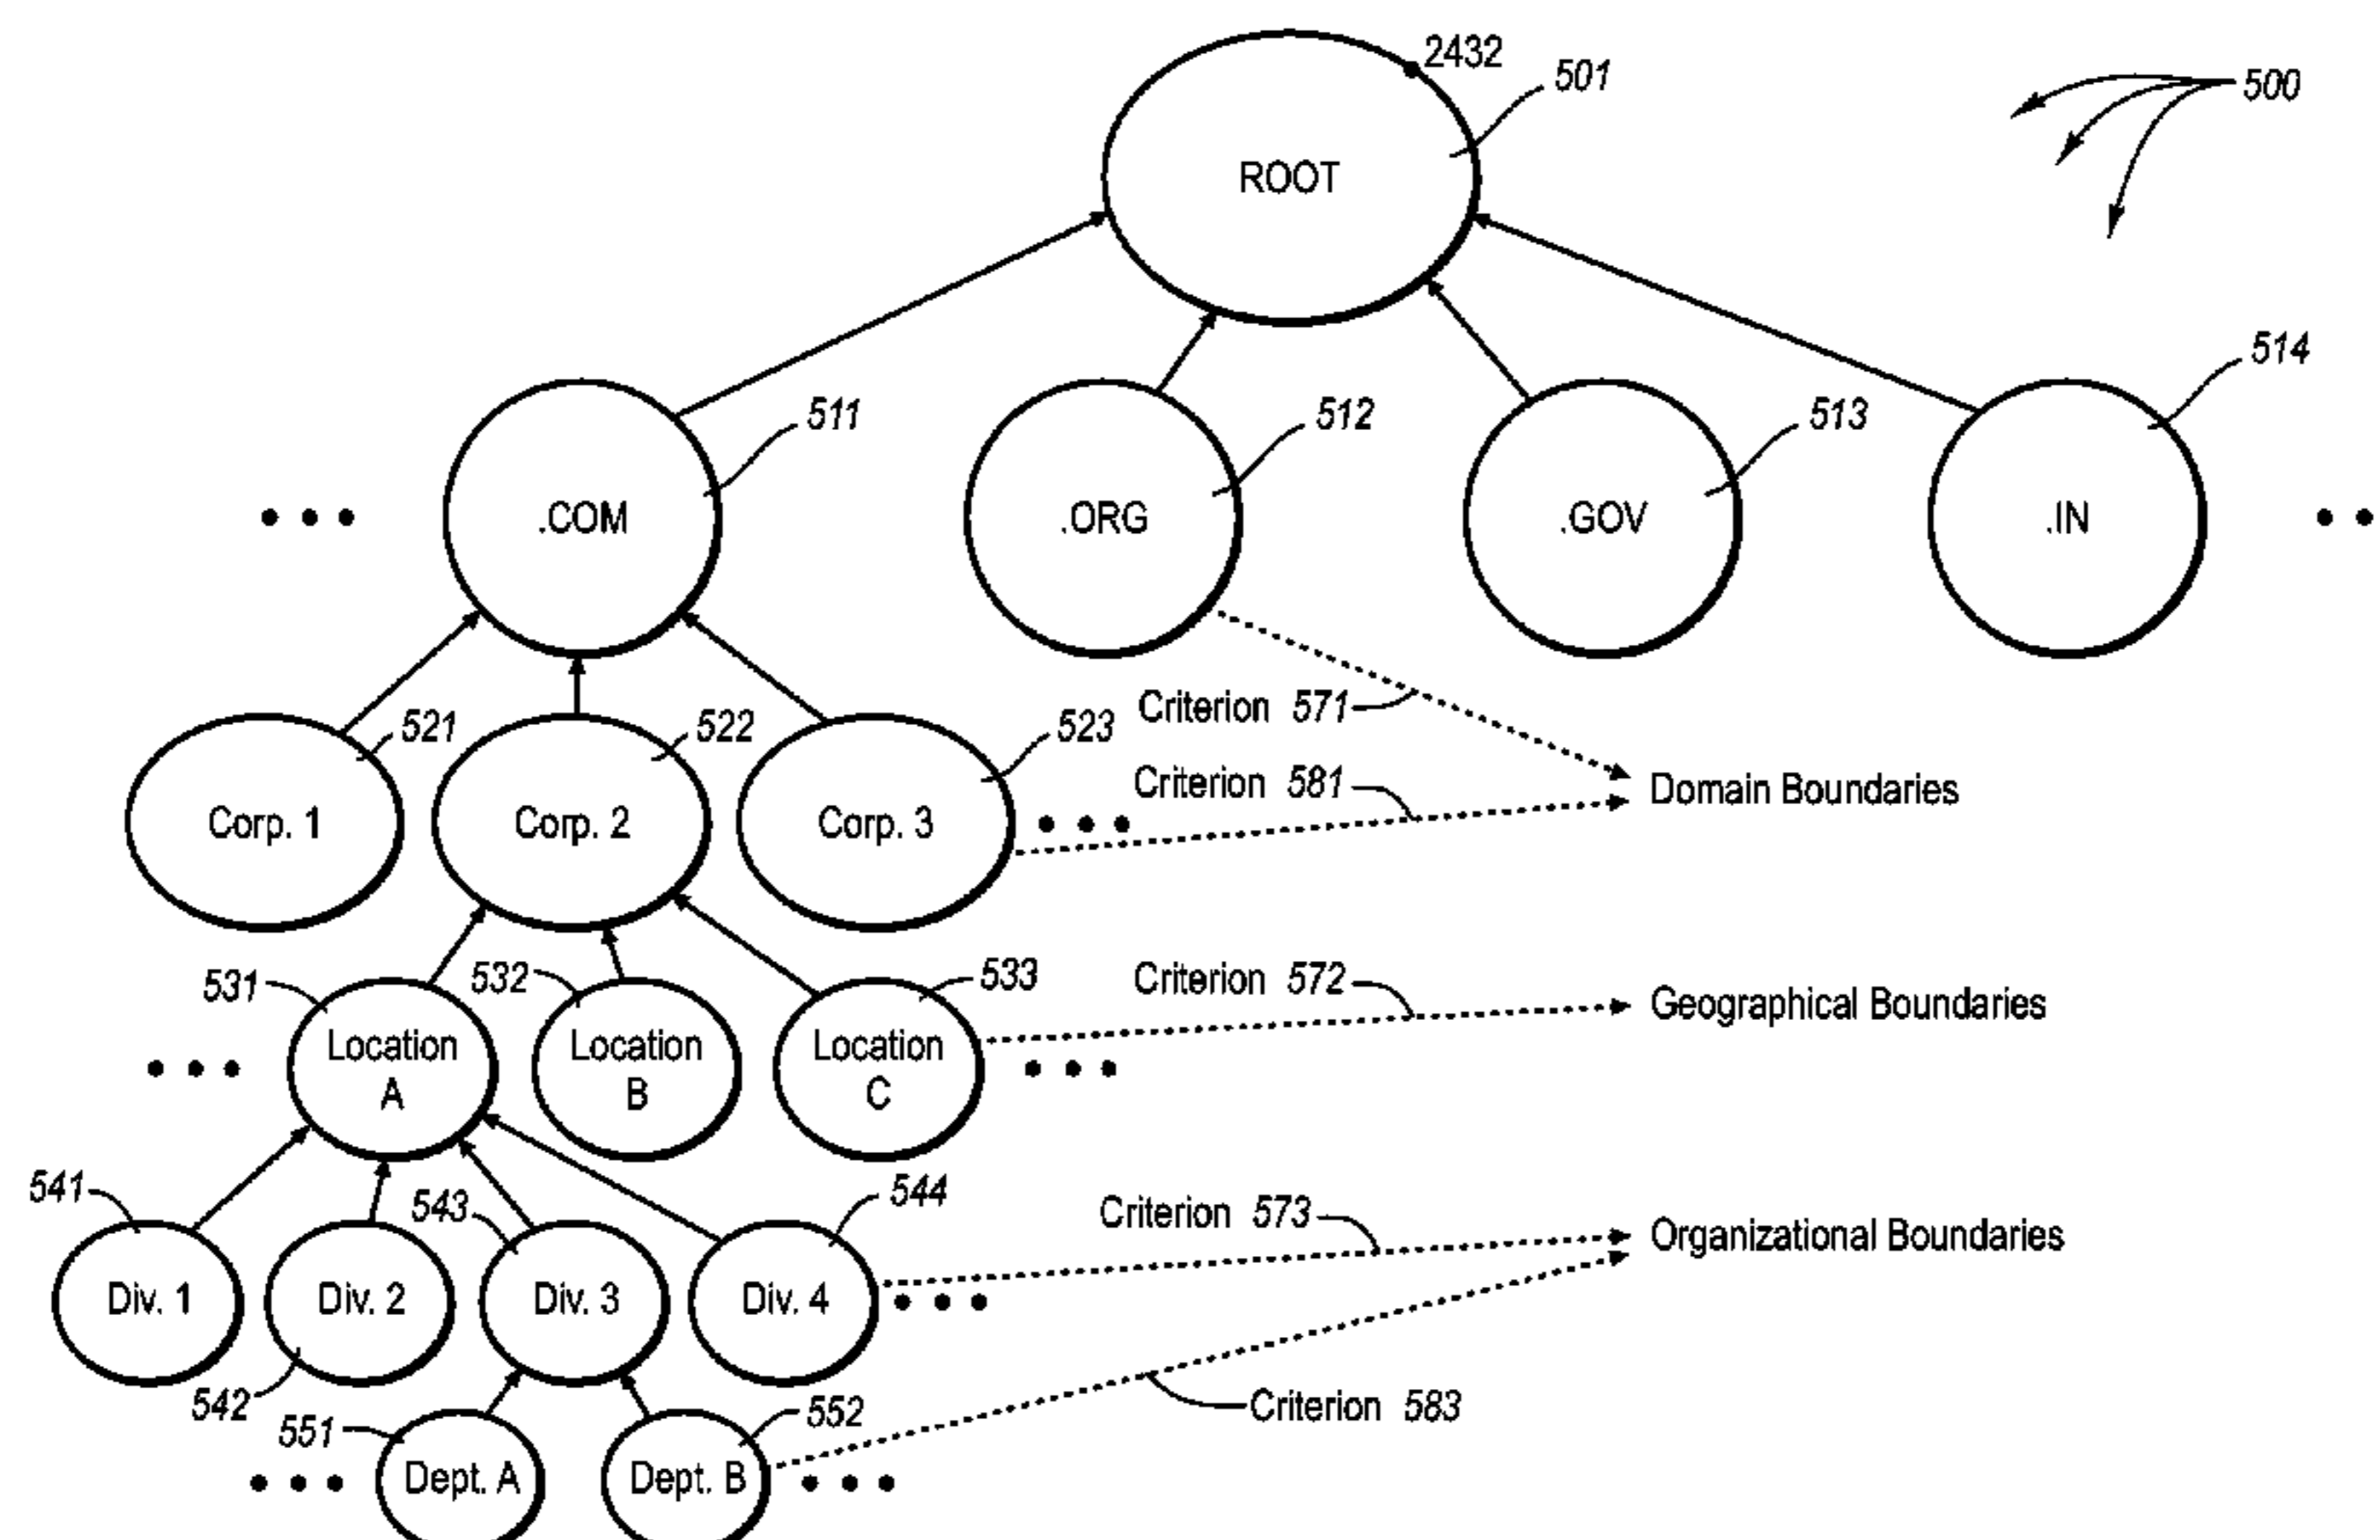 2432
501
500
ROOT
514
511
512
513
.COM
.ORG
.GOV
.IN
Criterion 571
521
522
523
Criterion 581
Domain Boundaries
Corp. 1
Corp. 2
Corp. 3
531
532
533
Criterion 572
Geographical Boundaries
Location
A
Location
B
Location
C
541
543
544
Criterion 573
Organizational Boundaries
Div. 1
Div. 2
Div. 3
Div. 4
542
551
552
Criterion 583
Dept. A
Dept. B